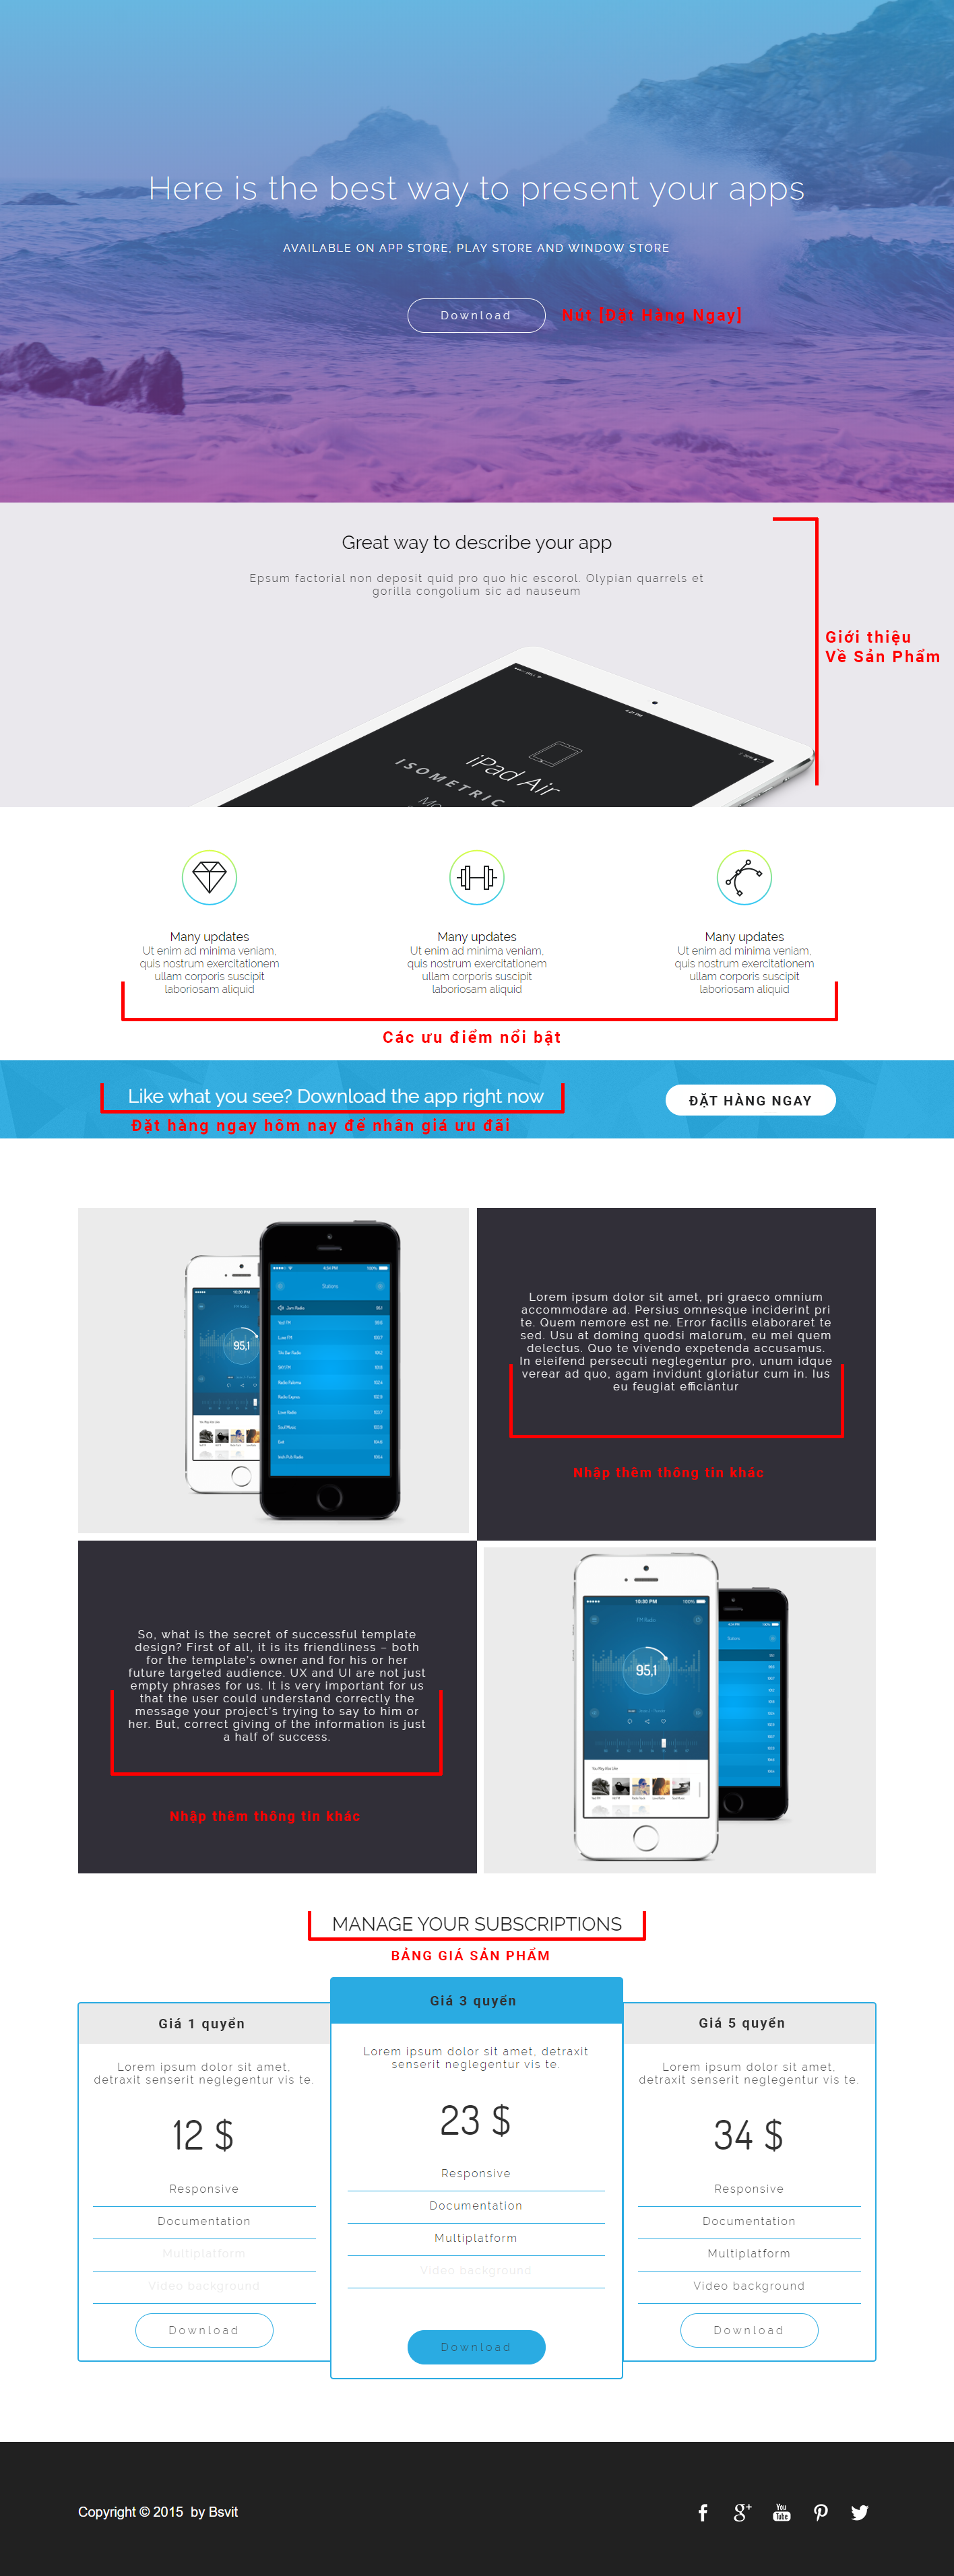 Here is the best way to present your apps
AVAILABLE ON APP STORE, PLAY STORE AND WINDOW STORE
Download
Nút [Đặt Hàng Ngay]
Great way to describe your app
Epsum factorial non deposit quid pro quo hic escorol. Olypian quarrels et
gorilla congolium sic ad nauseum
Giới thiệu
Về Sản Phẩm
iPad Air
ISOMETRIC
Many updates
Ut enim ad minima veniam,
quis nostrum exercitationem
ullam corporis suscipit
laboriosam aliquid
Many updates
Ut enim ad minima veniam,
quis nostrum exercitationem
ullam corporis suscipit
laboriosam aliquid
Many updates
Ut enim ad minima veniam,
quis nostrum exercitationem
ullam corporis suscipit
laboriosam aliquid
Các ưu điểm nổi bật
Like what you see? Download the app right now
ĐẶT HÀNG NGAY
Đặt hàng ngay hôm nay để nhân giá ưu đãi
95,1
Lorem ipsum dolor sit amet, pri graeco omnium
accommodare ad. Persius omnesque inciderint pri
te. Quem nemore est ne. Error facilis elaboraret te
sed. Usu at doming quodsi malorum, eu mei quem
delectus. Quo te vivendo expetenda accusamus.
In eleifend persecuti neglegentur pro, unum idque
verear ad quo, agam invidunt gloriatur cum in. Ius
eu feugiat efficiantur
Nhập thêm thông tin khác
So, what is the secret of successful template
design? First of all, it is its friendliness – both
for the template's owner and for his or her
future targeted audience. UX and UI are not just
empty phrases for us. It is very important for us
that the user could understand correctly the
message your project's trying to say to him or
her. But, correct giving of the information is just
a half of success.
Nhập thêm thông tin khác
10:30 PM
100%
FM Radio
95,1
You May Also Like
MANAGE YOUR SUBSCRIPTIONS
BẢNG GIÁ SẢN PHẨM
Giá 1 quyển
Lorem ipsum dolor sit amet,
detraxit senserit neglegentur vis te.
12 $
Responsive
Documentation
Multiplatform
Video background
Download
Giá 3 quyển
Lorem ipsum dolor sit amet, detraxit
senserit neglegentur vis te.
23 $
Responsive
Documentation
Multiplatform
Video background
Download
Giá 5 quyển
Lorem ipsum dolor sit amet,
detraxit senserit neglegentur vis te.
34 $
Responsive
Documentation
Multiplatform
Video background
Download
Copyright © 2015 by Bsvit
You
Tube